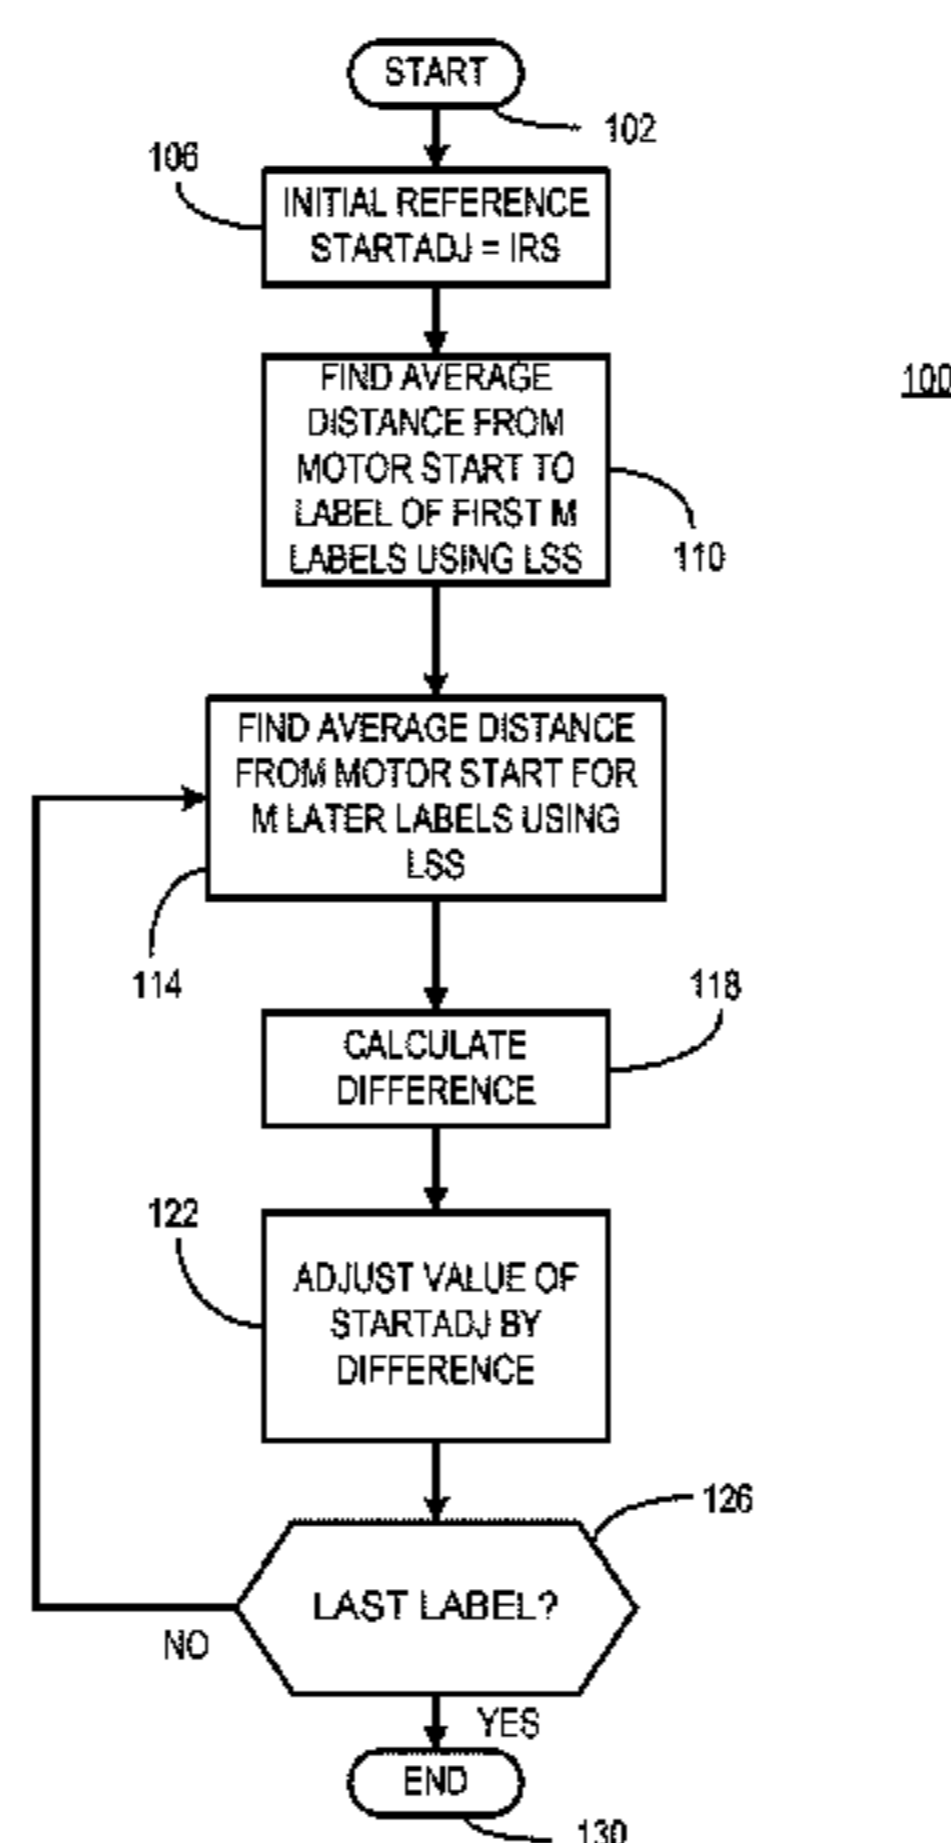 START
102
106
INITIAL REFERENCE
STARTADJ = IRS
100
FIND AVERAGE
DISTANCE FROM
MOTOR START TO
LABEL OF FIRST M
LABELS USING LSS
110
FIND AVERAGE DISTANCE
FROM MOTOR START FOR
M LATER LABELS USING
LSS
114
118
CALCULATE
DIFFERENCE
122
ADJUST VALUE OF
STARTADJ BY
DIFFERENCE
126
LAST LABEL?
NO
YES
END
130